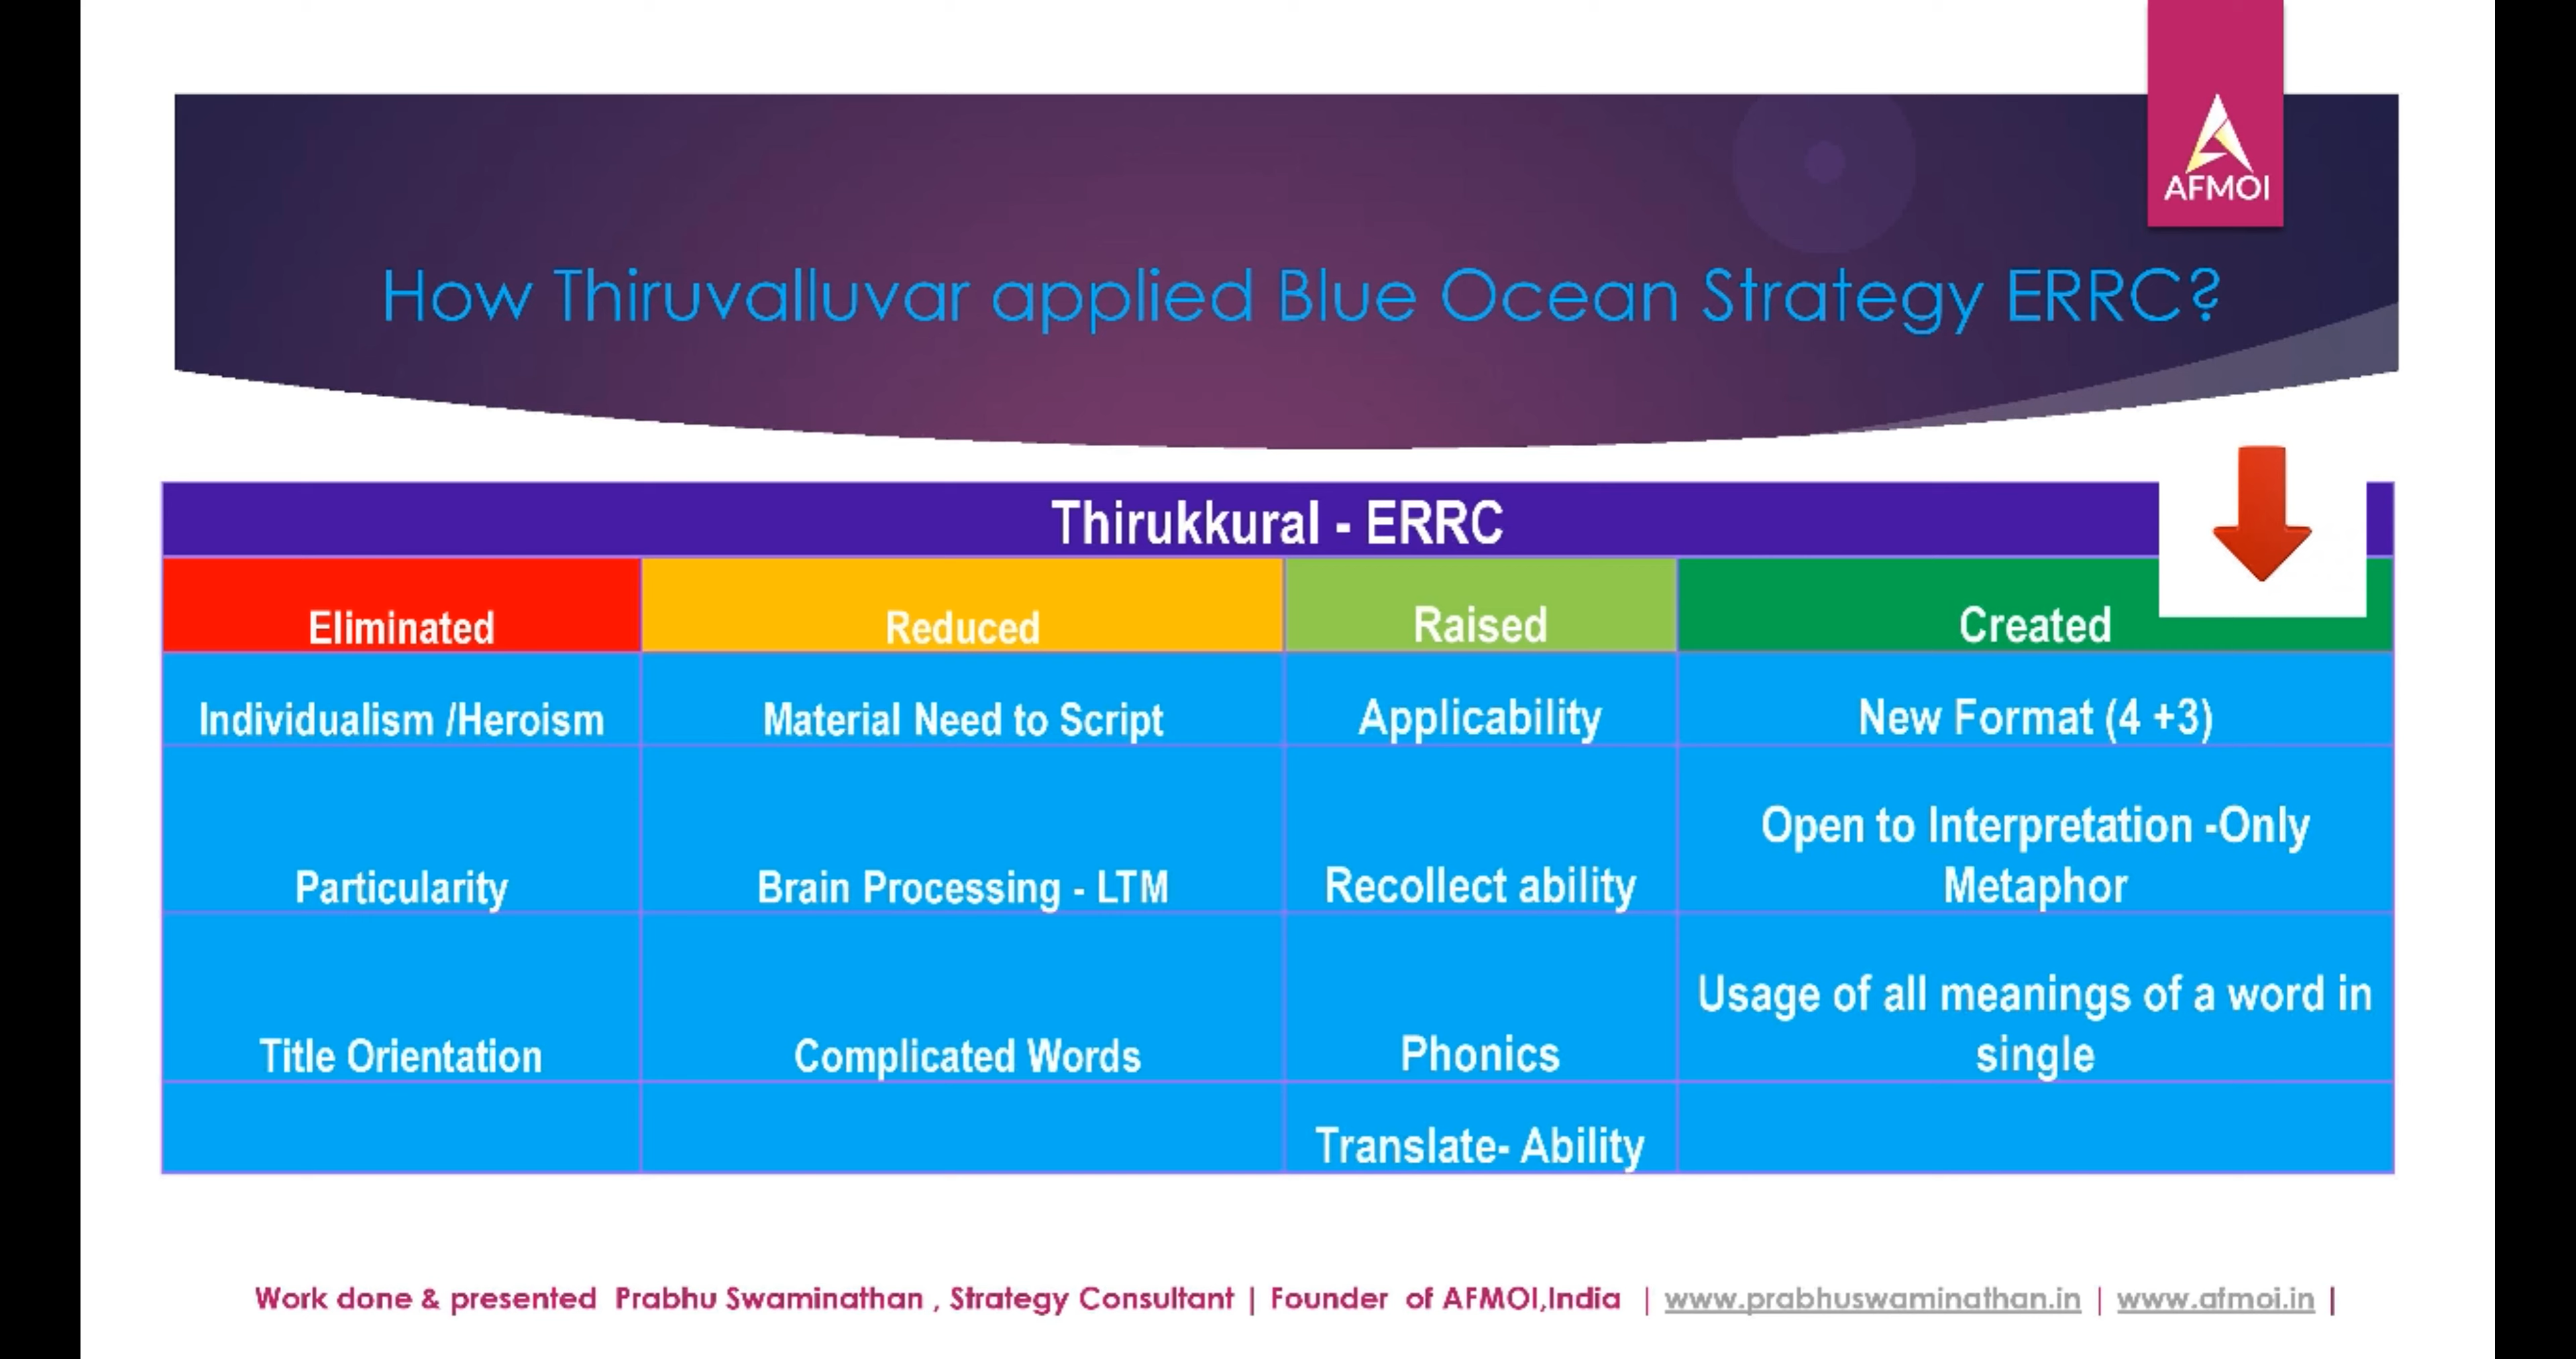 AFMOI
How Thiruvalluvar applied Blue Ocean Strategy ERRC?
Thirukkural - ERRC
Eliminated
Reduced
Raised
Created
Individualism /Heroism
Material Need to Script
Applicability
New Format (4 +3)
Particularity
Brain Processing - LTM
Recollect ability
Open to Interpretation -Only
Metaphor
Title Orientation
Complicated Words
Phonics
Usage of all meanings of a word in
single
Translate- Ability
Work done & presented Prabhu Swaminathan , Strategy Consultant | Founder of AFMOI,India | www.prabhuswaminathan.in | www.afmoi.in |